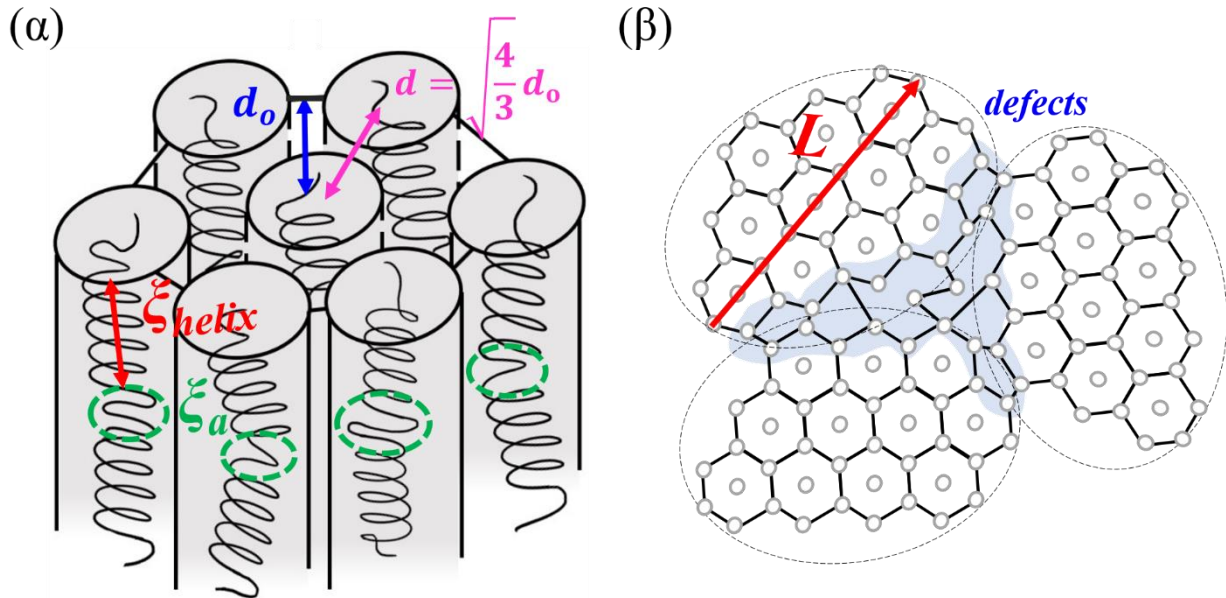 (α)
d_o
d = √(4/3) d_o
ξ_helix
ξ_a
(β)
L
defects